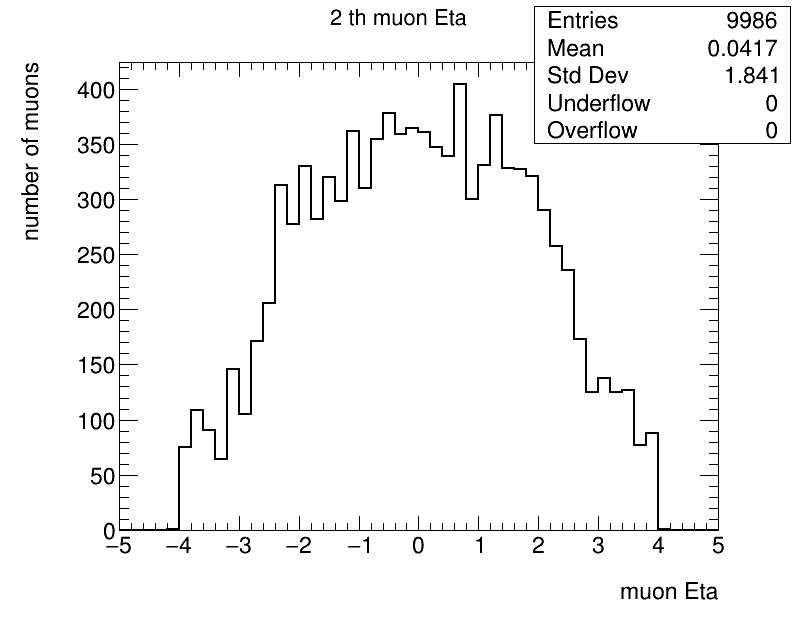 2 th muon Eta
Entries 9986
Mean 0.0417
Std Dev 1.841
Underflow 0
Overflow 0
number of muons
400
350
300
250
200
150
100
50
0
−5 −4 −3 −2 −1 0 1 2 3 4 5
muon Eta